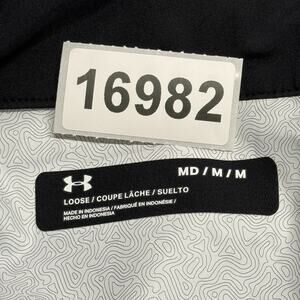 16982
MD / M / M
LOOSE / COUPE LÂCHE / SUELTO
MADE IN INDONESIA / FABRIQUÉ EN INDONÉSIE /
HECHO EN INDONESIA